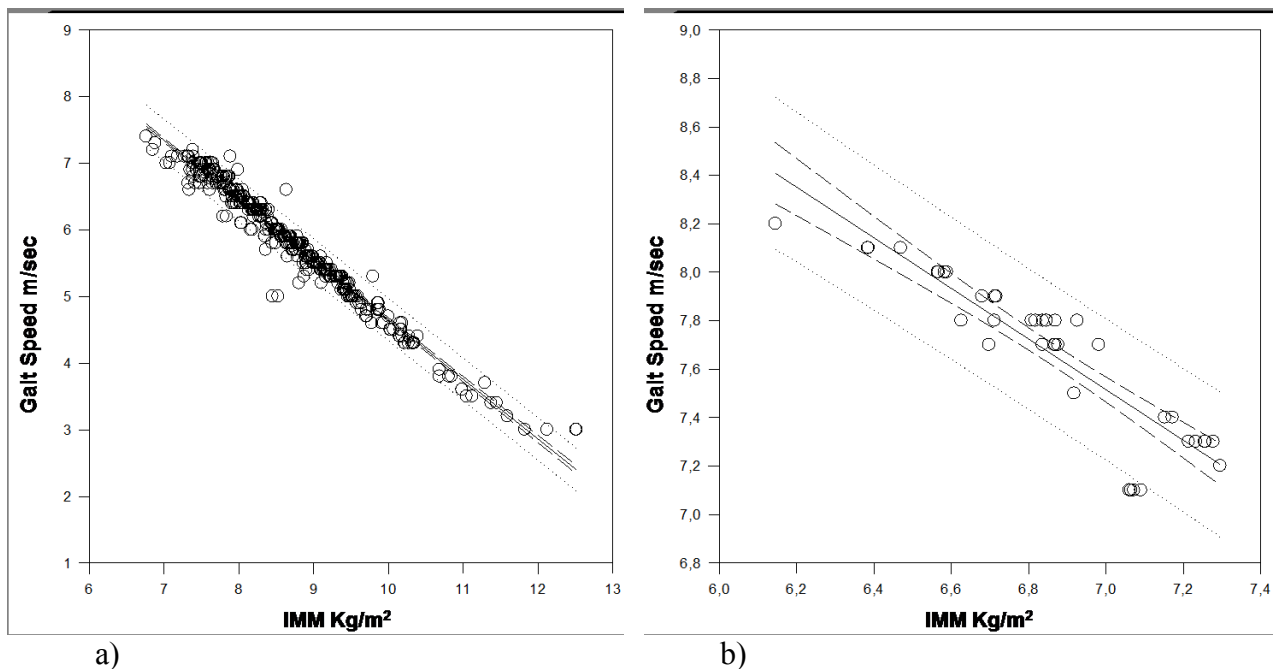 9
8
7
6
5
4
3
2
1
Galt Speed m/sec
6 7 8 9 10 11 12 13
IMM Kg/m²
a)
9,0
8,8
8,6
8,4
8,2
8,0
7,8
7,6
7,4
7,2
7,0
6,8
Galt Speed m/sec
6,0 6,2 6,4 6,6 6,8 7,0 7,2 7,4
IMM Kg/m²
b)